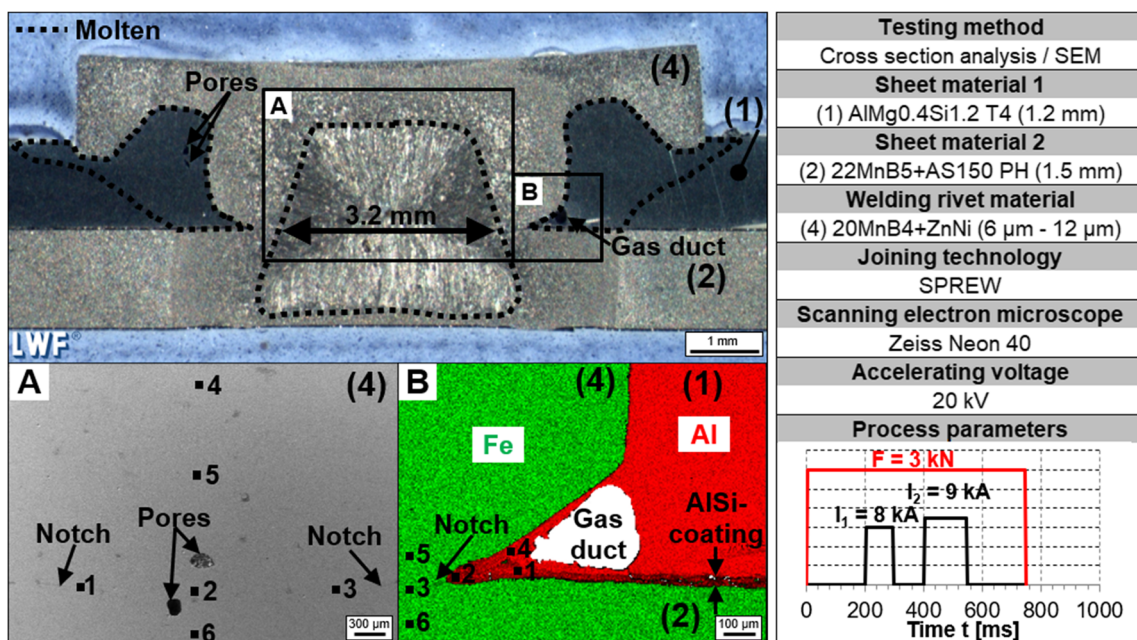 Molten
Pores
(4)
A
(1)
B
3.2 mm
Gas duct
(2)
LWF®
1 mm
A
(4)
4
5
Pores
Notch
Notch
1
2
3
6
300 µm
B
(4)
(1)
Fe
Al
AlSi-
coating
Gas
duct
Notch
5
4
2
1
3
6
(2)
100 µm
Testing method
Cross section analysis / SEM
Sheet material 1
(1) AlMg0.4Si1.2 T4 (1.2 mm)
Sheet material 2
(2) 22MnB5+AS150 PH (1.5 mm)
Welding rivet material
(4) 20MnB4+ZnNi (6 µm - 12 µm)
Joining technology
SPREW
Scanning electron microscope
Zeiss Neon 40
Accelerating voltage
20 kV
Process parameters
F = 3 kN
I₂ = 9 kA
I₁ = 8 kA
0 200 400 600 800 1000
Time t [ms]